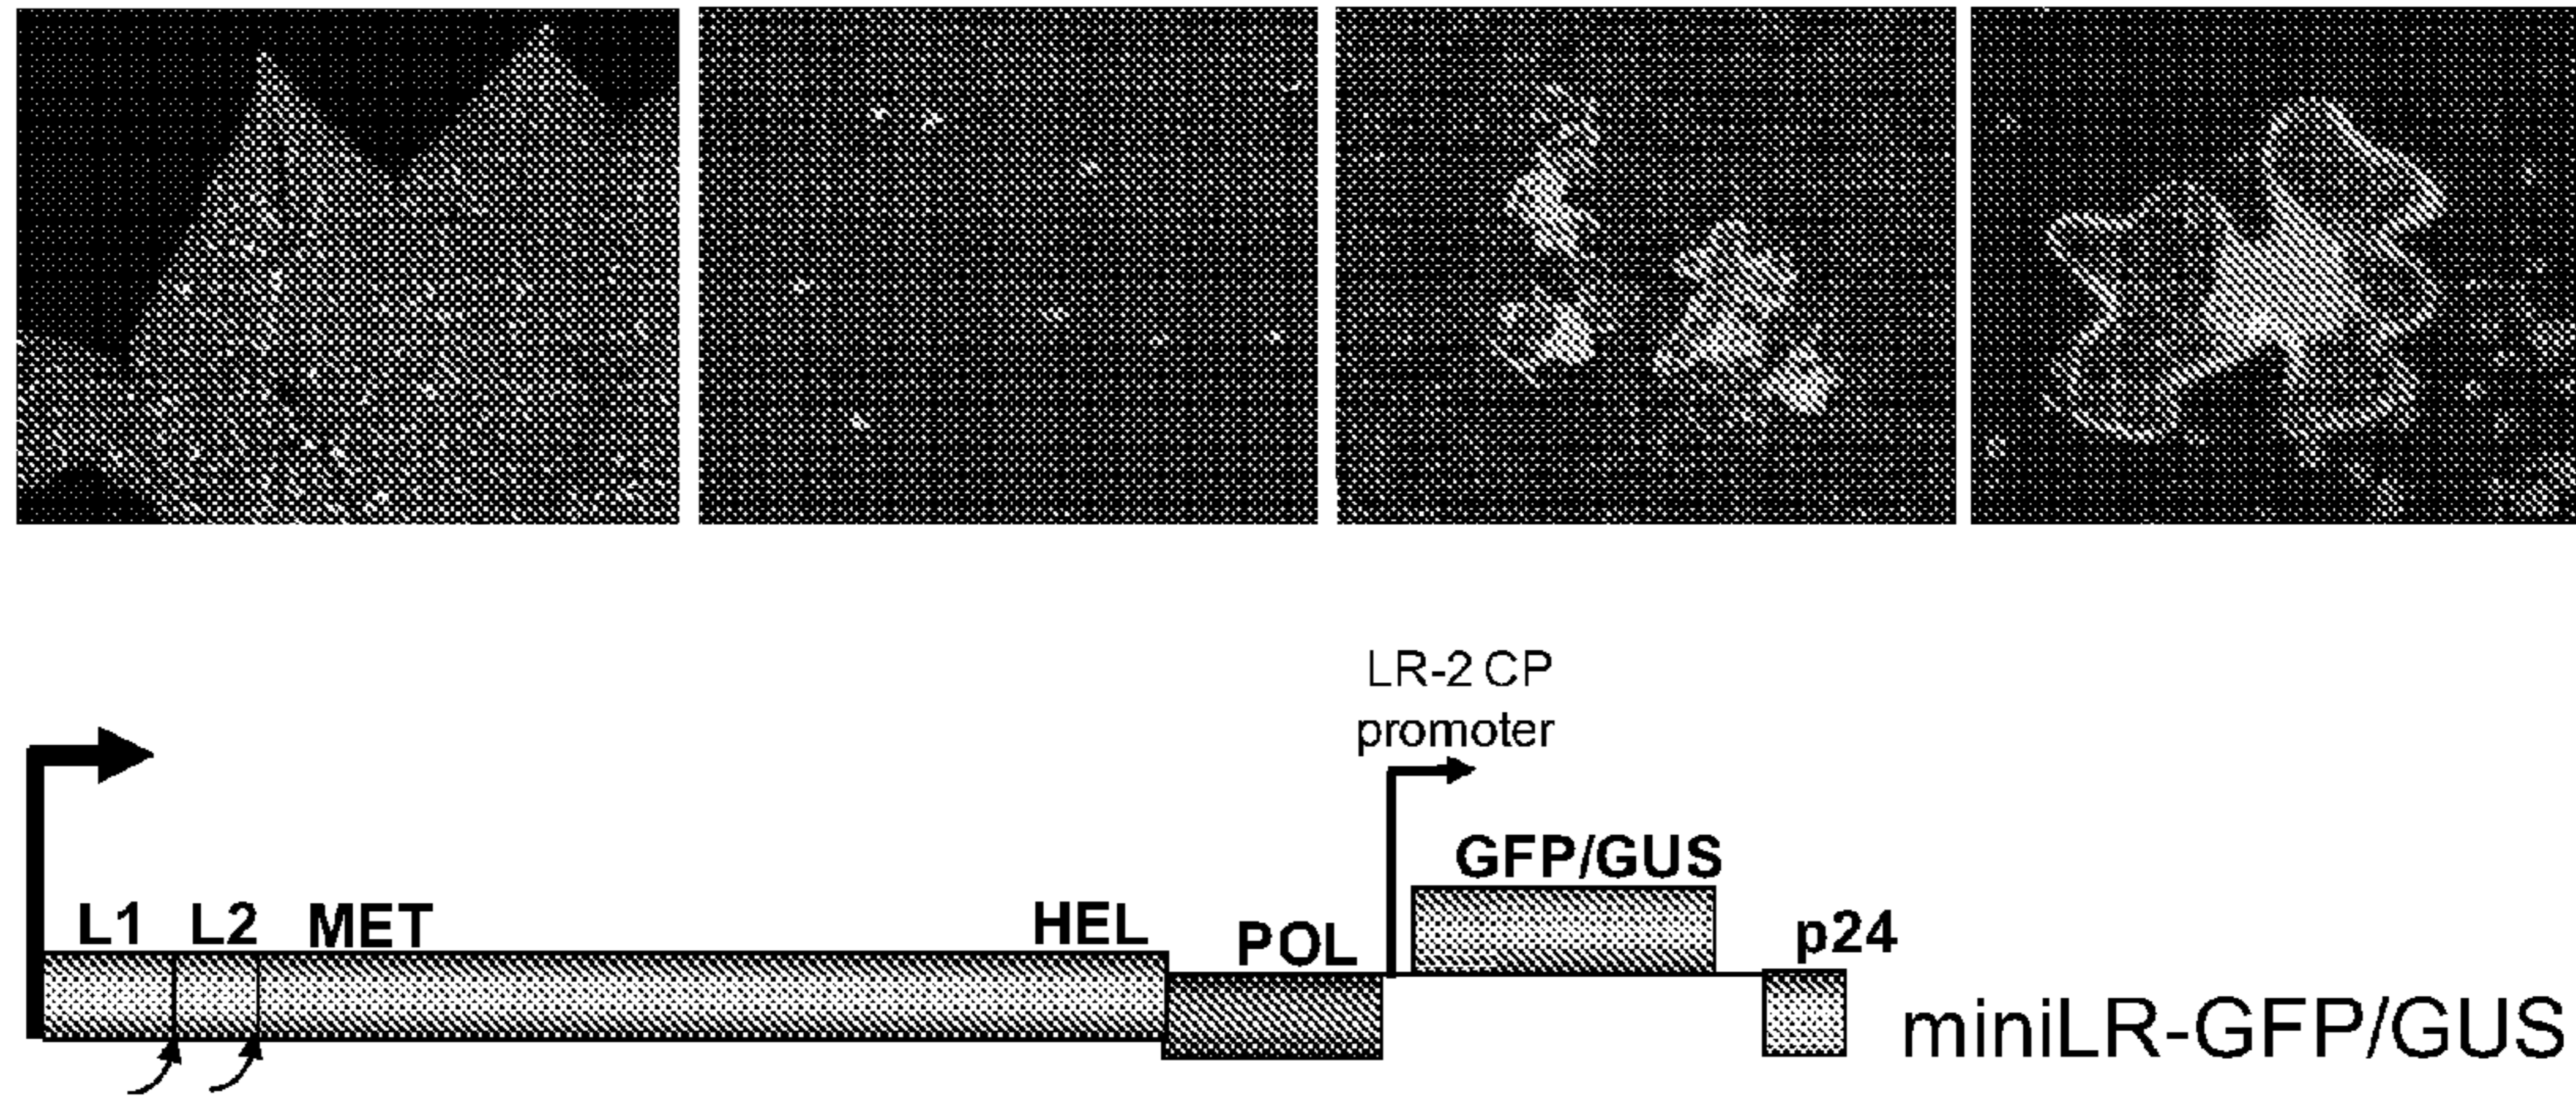 LR-2 CP
promoter
GFP/GUS
L1 L2 MET HEL POL p24
miniLR-GFP/GUS